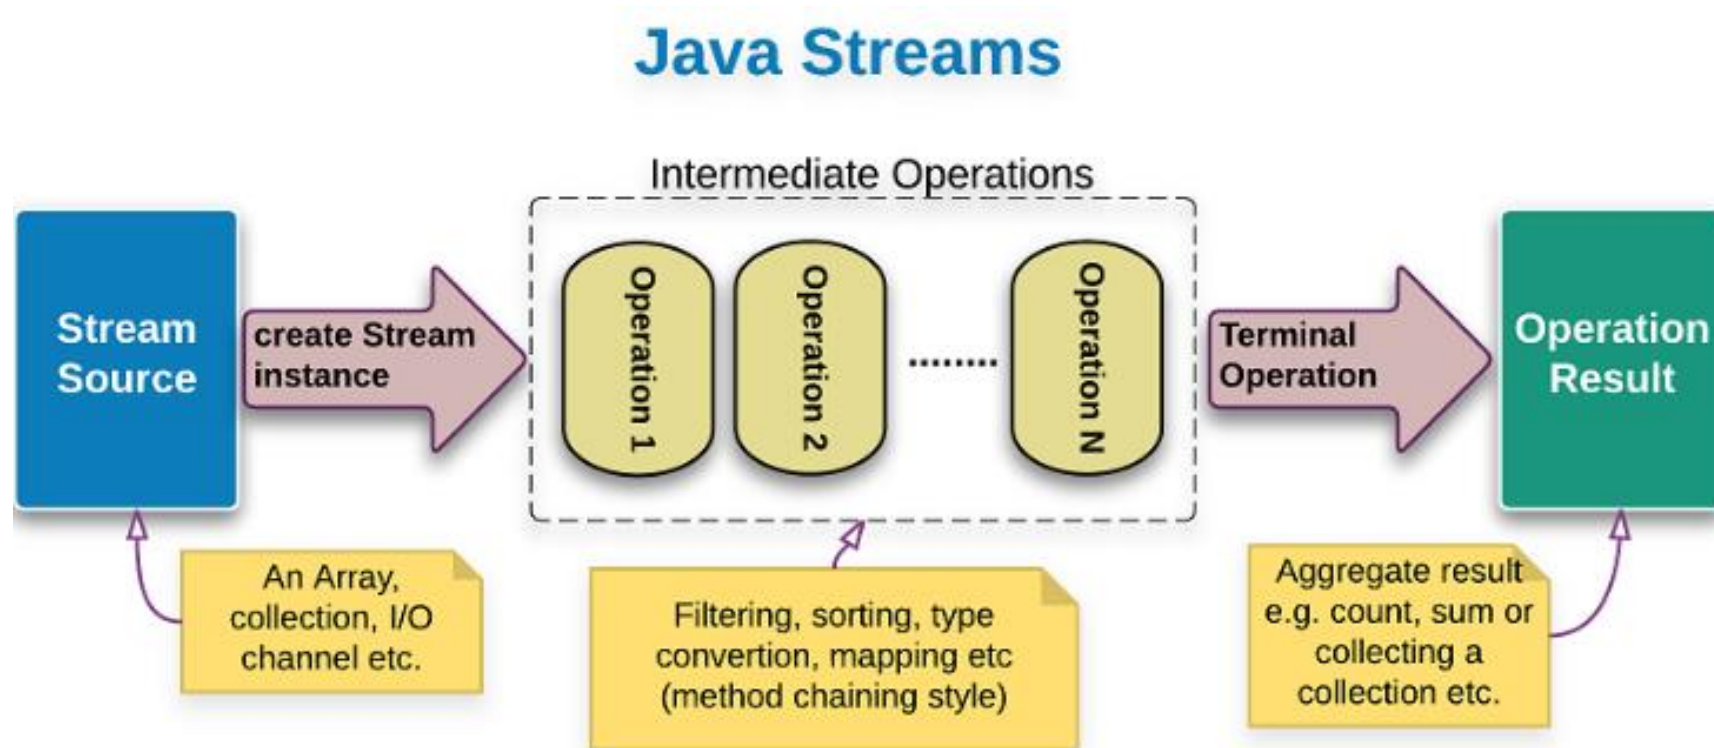 Java Streams
Intermediate Operations
Stream
Source
create Stream
instance
Operation 1
Operation 2
........
Operation N
Terminal
Operation
Operation
Result
An Array,
collection, I/O
channel etc.
Filtering, sorting, type
convertion, mapping etc
(method chaining style)
Aggregate result
e.g. count, sum or
collecting a
collection etc.